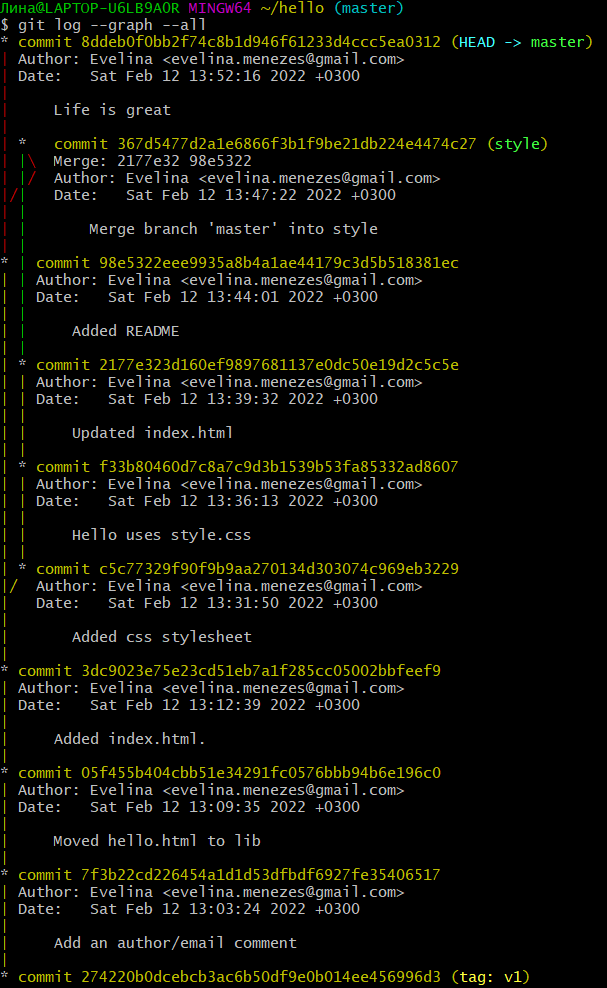 Лина@LAPTOP-U6LB9AOR MINGW64 ~/hello (master)
$ git log --graph --all
* commit 8ddeb0f0bb2f74c8b1d946f61233d4ccc5ea0312 (HEAD -> master)
| Author: Evelina <evelina.menezes@gmail.com>
| Date:   Sat Feb 12 13:52:16 2022 +0300
|
|     Life is great
|
| *   commit 367d5477d2a1e6866f3b1f9be21db224e4474c27 (style)
| |\  Merge: 2177e32 98e5322
| |/  Author: Evelina <evelina.menezes@gmail.com>
|/|   Date:   Sat Feb 12 13:47:22 2022 +0300
| |
| |       Merge branch 'master' into style
| |
* | commit 98e5322eee9935a8b4a1ae44179c3d5b518381ec
| | Author: Evelina <evelina.menezes@gmail.com>
| | Date:   Sat Feb 12 13:44:01 2022 +0300
| |
| |     Added README
| |
| * commit 2177e323d160ef9897681137e0dc50e19d2c5c5e
| | Author: Evelina <evelina.menezes@gmail.com>
| | Date:   Sat Feb 12 13:39:32 2022 +0300
| |
| |     Updated index.html
| |
| * commit f33b80460d7c8a7c9d3b1539b53fa85332ad8607
| | Author: Evelina <evelina.menezes@gmail.com>
| | Date:   Sat Feb 12 13:36:13 2022 +0300
| |
| |     Hello uses style.css
| |
| * commit c5c77329f90f9b9aa270134d303074c969eb3229
|/  Author: Evelina <evelina.menezes@gmail.com>
|   Date:   Sat Feb 12 13:31:50 2022 +0300
|
|       Added css stylesheet
|
* commit 3dc9023e75e23cd51eb7a1f285cc05002bbfeef9
| Author: Evelina <evelina.menezes@gmail.com>
| Date:   Sat Feb 12 13:12:39 2022 +0300
|
|     Added index.html.
|
* commit 05f455b404cbb51e34291fc0576bbb94b6e196c0
| Author: Evelina <evelina.menezes@gmail.com>
| Date:   Sat Feb 12 13:09:35 2022 +0300
|
|     Moved hello.html to lib
|
* commit 7f3b22cd226454a1d1d53dfbdf6927fe35406517
| Author: Evelina <evelina.menezes@gmail.com>
| Date:   Sat Feb 12 13:03:24 2022 +0300
|
|     Add an author/email comment
|
* commit 274220b0dcebcb3ac6b50df9e0b014ee456996d3 (tag: v1)